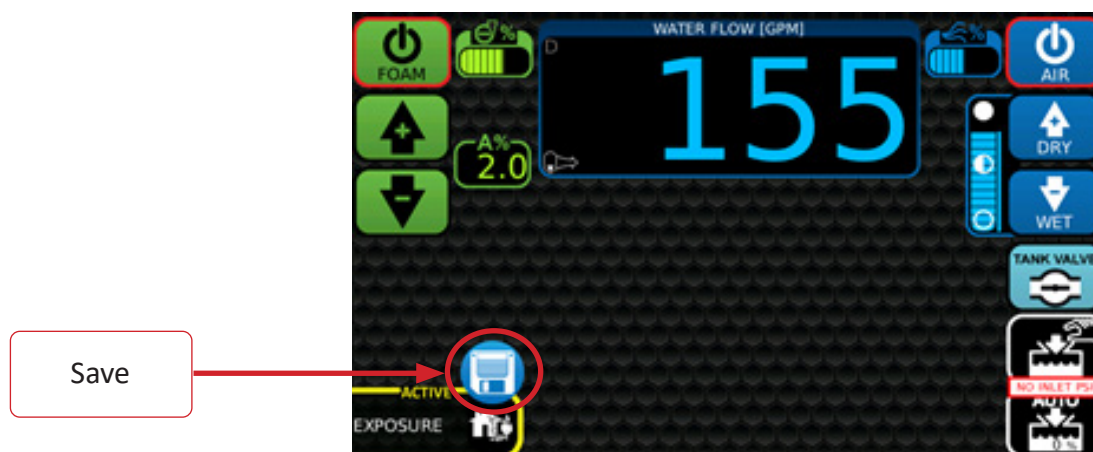 FOAM
%
WATER FLOW [GPM]
D
155
%
AIR
A%
2.0
DRY
WET
TANK VALVE
Save
ACTIVE
EXPOSURE
NO INLET PSI
AUTO
0 %